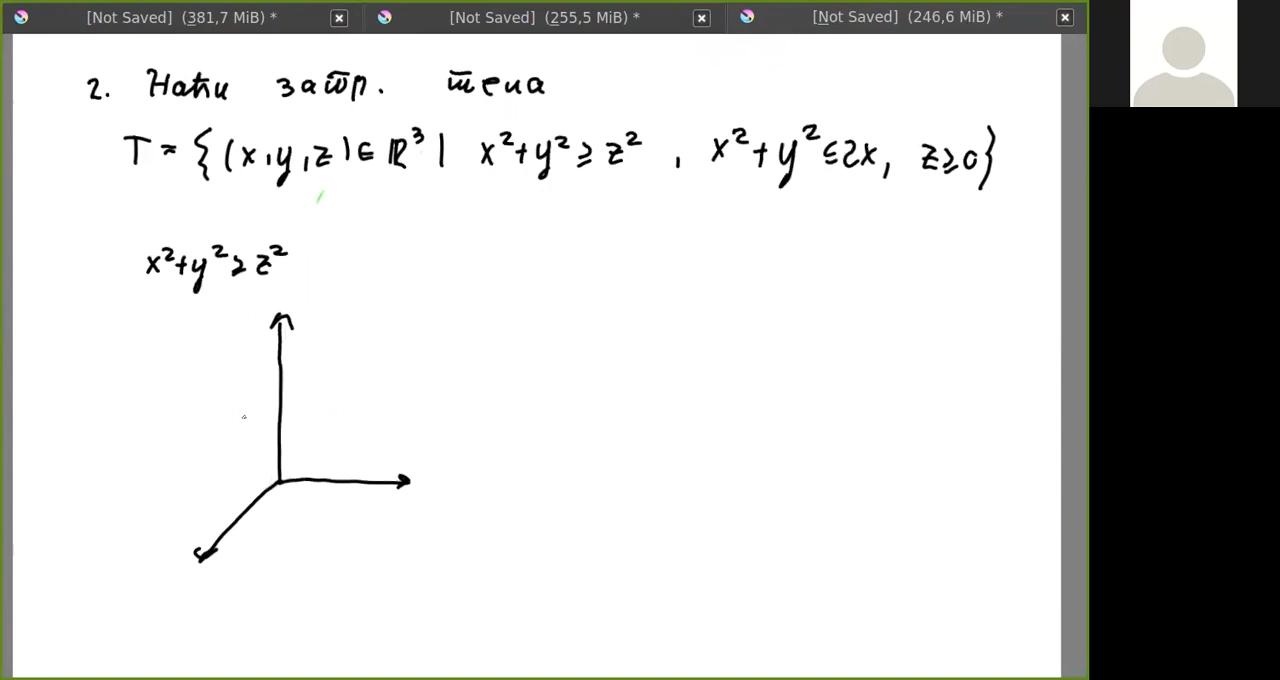 [Not Saved] (381,7 MiB) * [Not Saved] (255,5 MiB) * [Not Saved] (246,6 MiB) *
2. Наћи запр. тела
T = {(x,y,z) ∈ ℝ³ | x²+y² ≥ z² , x²+y² ≤ 2x, z ≥ 0}
x²+y² ≥ z²